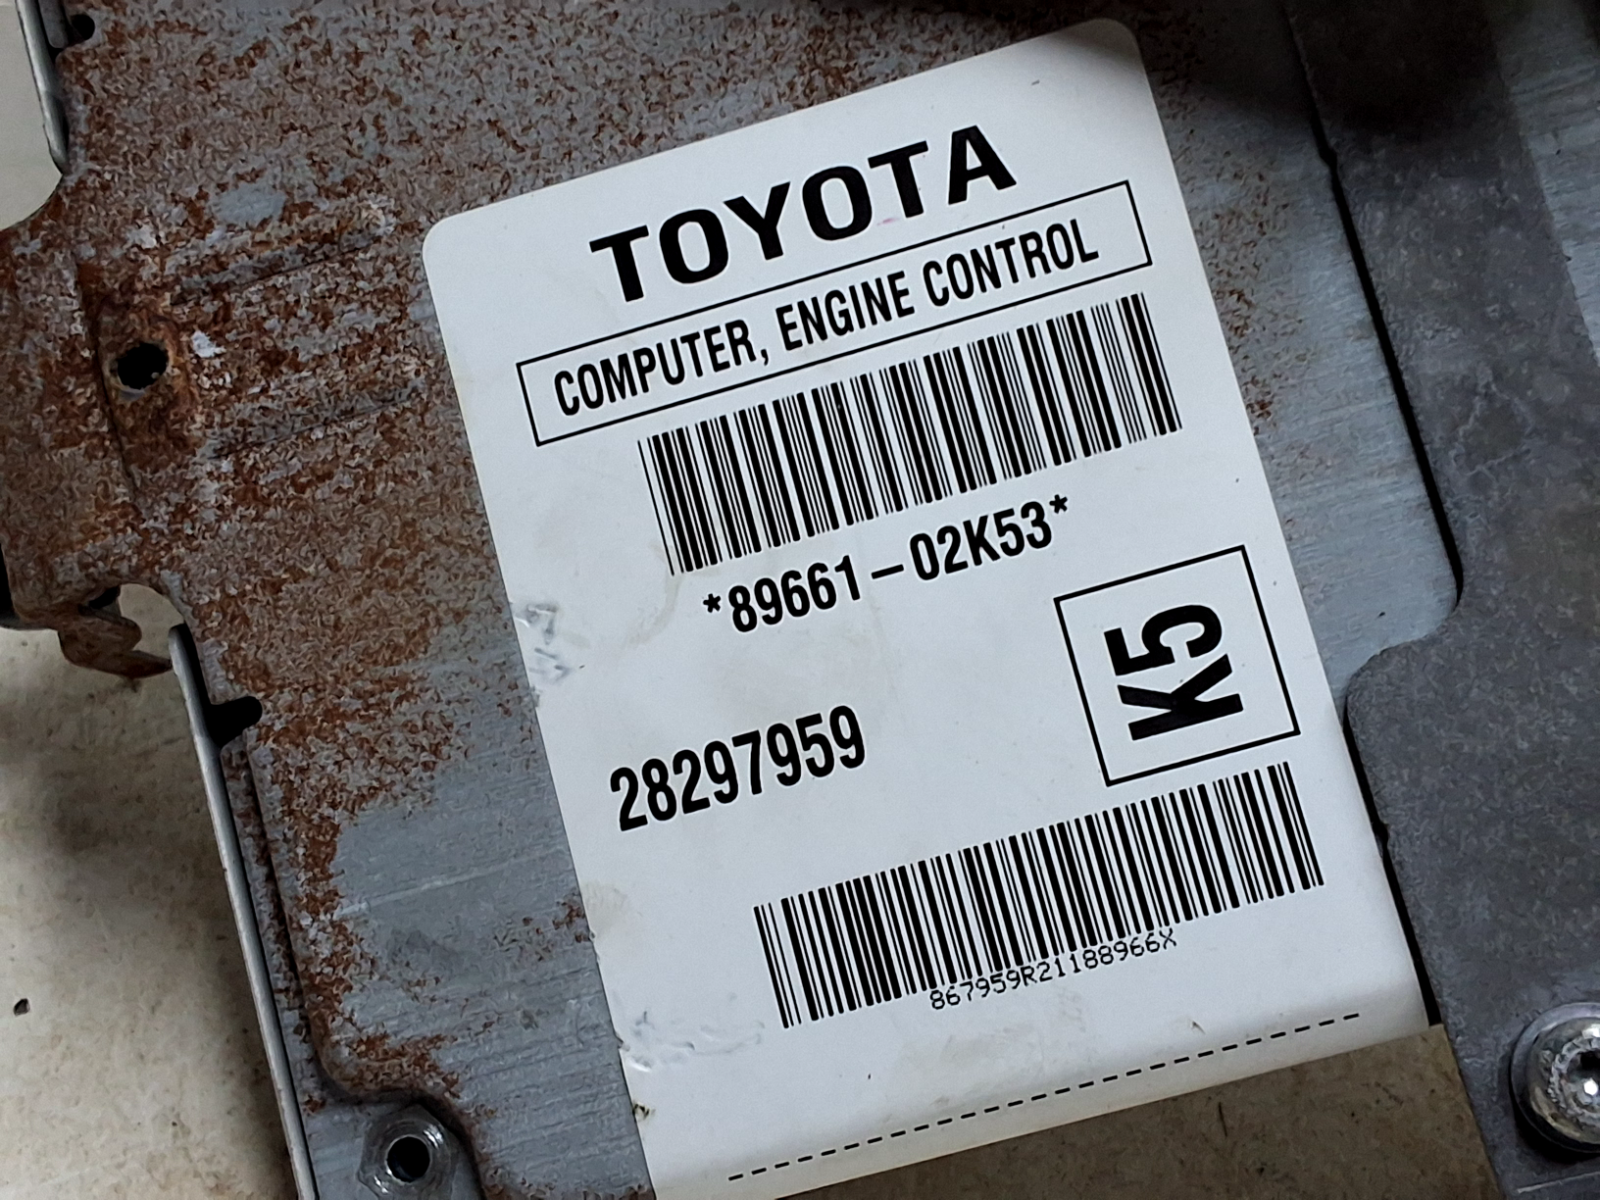 TOYOTA
COMPUTER, ENGINE CONTROL
*89661-02K53*
K5
28297959
867959R21188966X